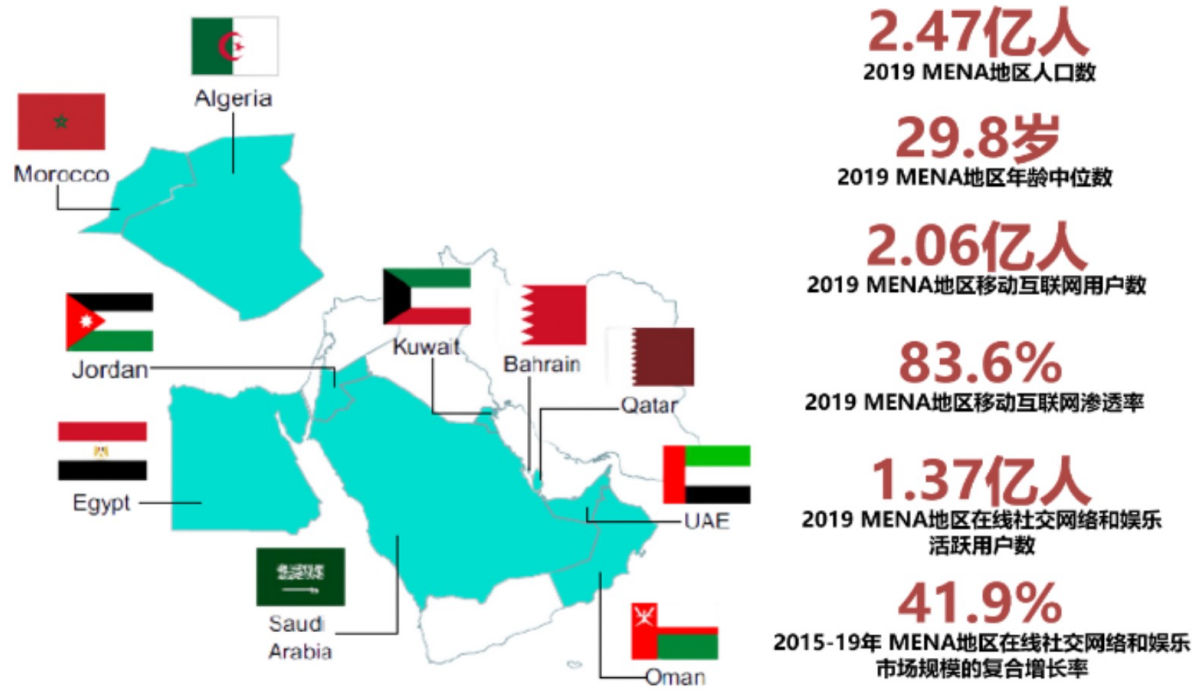 Algeria
Morocco
Jordan
Kuwait
Bahrain
Qatar
Egypt
UAE
Saudi
Arabia
Oman
2.47亿人
2019 MENA地区人口数
29.8岁
2019 MENA地区年龄中位数
2.06亿人
2019 MENA地区移动互联网用户数
83.6%
2019 MENA地区移动互联网渗透率
1.37亿人
2019 MENA地区在线社交网络和娱乐
活跃用户数
41.9%
2015-19年 MENA地区在线社交网络和娱乐
市场规模的复合增长率